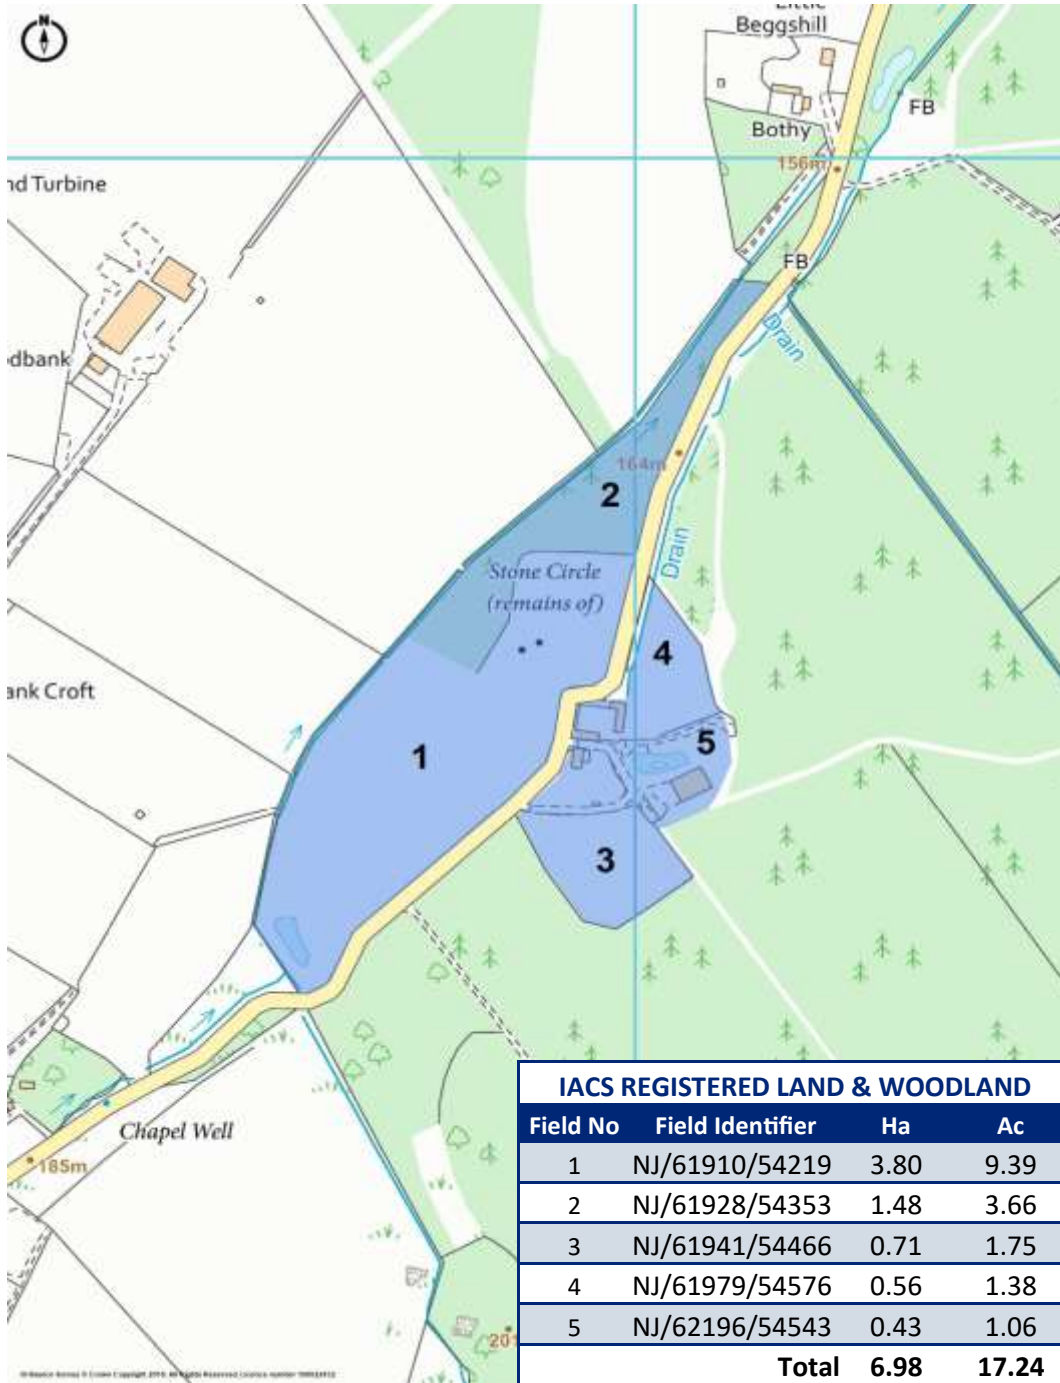 N
Little
Beggshill
FB
Bothy
156m
nd Turbine
FB
Drain
dbank
164m
2
Drain
Stone Circle
(remains of)
4
ank Croft
1
5
3
Chapel Well
185m
201
IACS REGISTERED LAND & WOODLAND
Field No Field Identifier Ha Ac
1 NJ/61910/54219 3.80 9.39
2 NJ/61928/54353 1.48 3.66
3 NJ/61941/54466 0.71 1.75
4 NJ/61979/54576 0.56 1.38
5 NJ/62196/54543 0.43 1.06
Total 6.98 17.24